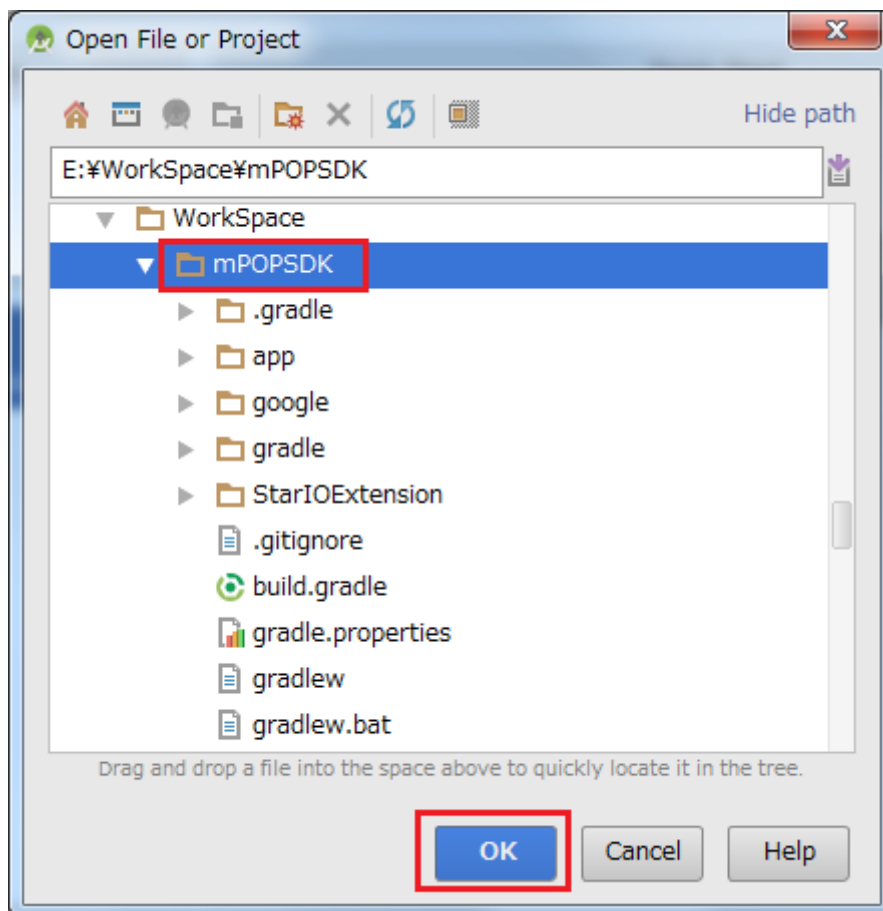 Open File or Project
Hide path
E:¥WorkSpace¥mPOPSDK
WorkSpace
mPOPSDK
.gradle
app
google
gradle
StarIOExtension
.gitignore
build.gradle
gradle.properties
gradlew
gradlew.bat
Drag and drop a file into the space above to quickly locate it in the tree.
OK Cancel Help